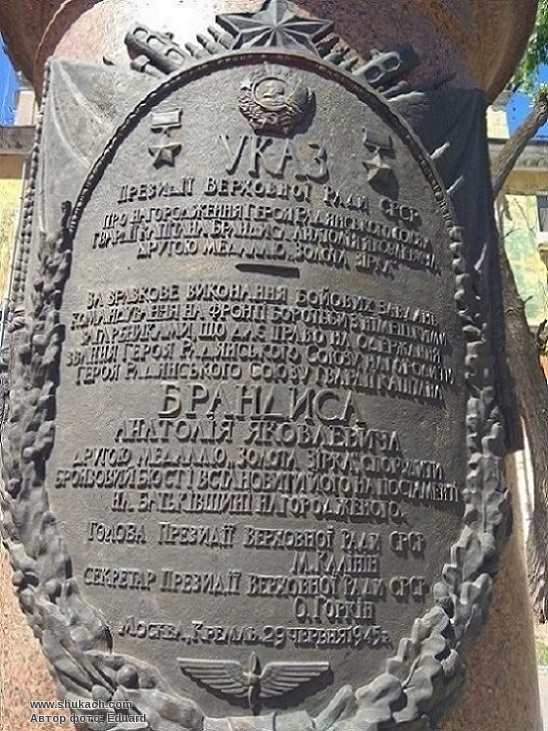 УКАЗ
ПРЕЗИДІЇ ВЕРХОВНОЇ РАДИ СРСР
ПРО НАГОРОДЖЕННЯ ГЕРОЯ РАДЯНСЬКОГО СОЮЗУ
ГВАРДІЇ КАПІТАНА БРАНДИСА АНАТОЛІЯ ЯКОВЛЕВИЧА
ДРУГОЮ МЕДАЛЛЮ „ЗОЛОТА ЗІРКА"
ЗА ЗРАЗКОВЕ ВИКОНАННЯ БОЙОВИХ ЗАВДАНЬ
КОМАНДУВАННЯ НА ФРОНТІ БОРОТЬБИ З НІМЕЦЬКИМИ
ЗАГАРБНИКАМИ ЩО ДАЄ ПРАВО НА ОДЕРЖАННЯ
ЗВАННЯ ГЕРОЯ РАДЯНСЬКОГО СОЮЗУ НАГОРОДИТИ
ГЕРОЯ РАДЯНСЬКОГО СОЮЗУ ГВАРДІЇ КАПІТАНА
БРАНДИСА
АНАТОЛІЯ ЯКОВЛЕВИЧА
ДРУГОЮ МЕДАЛЛЮ „ЗОЛОТА ЗІРКА", СПОРУДИТИ
БРОНЗОВИЙ БЮСТ І ВСТАНОВИТИ ЙОГО НА ПОСТАМЕНТІ
НА БАТЬКІВЩИНІ НАГОРОДЖЕНОГО.
ГОЛОВА ПРЕЗИДІЇ ВЕРХОВНОЇ РАДИ СРСР
М. КАЛІНІН
СЕКРЕТАР ПРЕЗИДІЇ ВЕРХОВНОЇ РАДИ СРСР
О. ГОРКІН
МОСКВА, КРЕМЛЬ. 29 ЧЕРВНЯ 1945 р.
www.shukach.com
Автор фото: Eduard